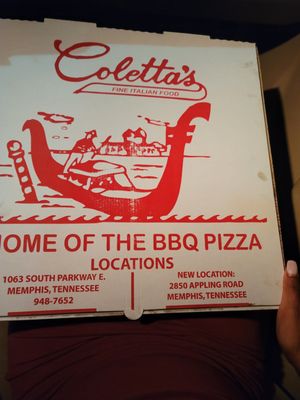 Coletta's
FINE ITALIAN FOOD
HOME OF THE BBQ PIZZA
LOCATIONS
1063 SOUTH PARKWAY E.
MEMPHIS, TENNESSEE
948-7652
NEW LOCATION:
2850 APPLING ROAD
MEMPHIS, TENNESSEE